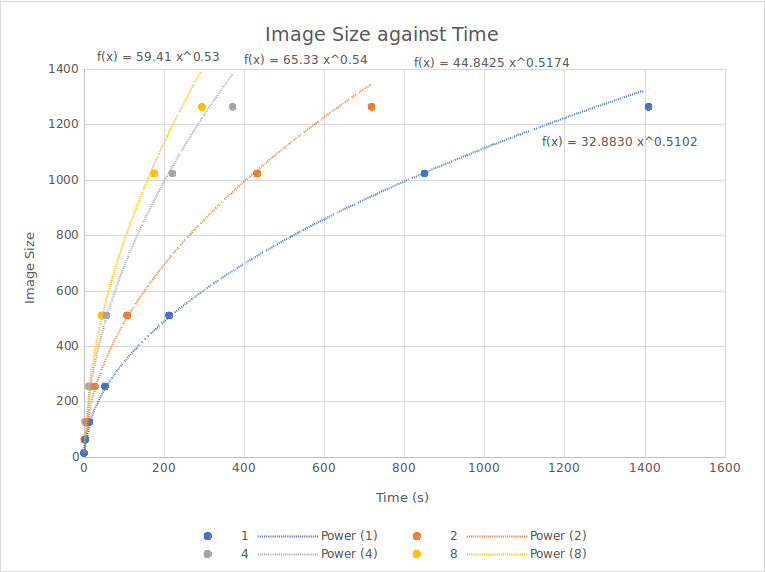 Image Size against Time
f(x) = 59.41 x^0.53
f(x) = 65.33 x^0.54
f(x) = 44.8425 x^0.5174
f(x) = 32.8830 x^0.5102
1400
1200
1000
800
600
400
200
0
Image Size
0 200 400 600 800 1000 1200 1400 1600
Time (s)
1 Power (1) 2 Power (2)
4 Power (4) 8 Power (8)